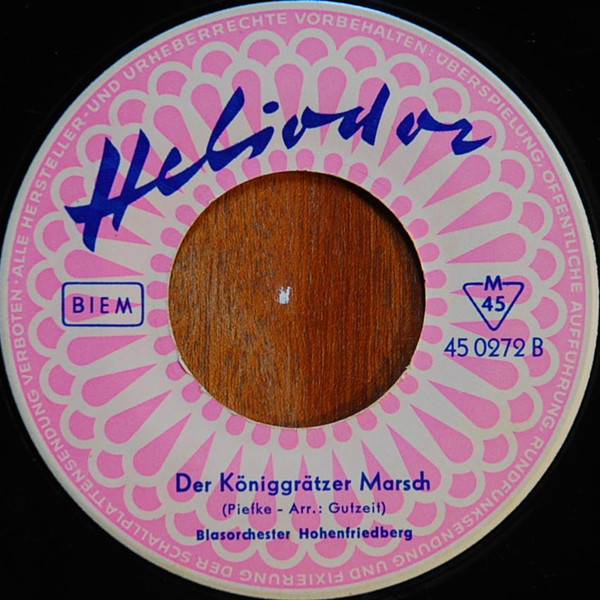 ALLE HERSTELLER- UND URHEBERRECHTE VORBEHALTEN: ÜBERSPIELUNG, ÖFFENTLICHE AUFFÜHRUNG, RUNDFUNKSENDUNG UND FIXIERUNG DER SCHALLPLATTENSENDUNG VERBOTEN ·
Heliodor
BIEM
M
45
45 0272 B
Der Königgrätzer Marsch
(Piefke - Arr.: Gutzeit)
Blasorchester Hohenfriedberg